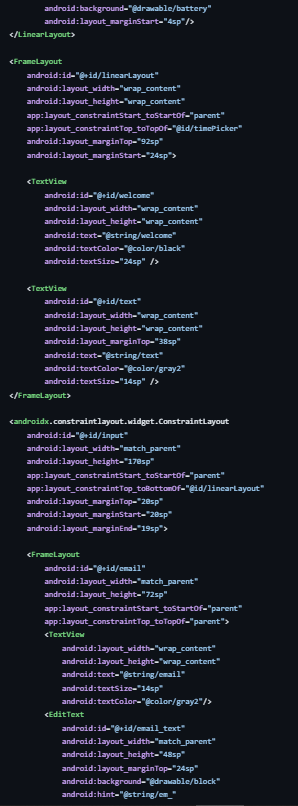 android:background="@drawable/battery"
android:layout_marginStart="4sp"/>
</LinearLayout>
<FrameLayout
android:id="@+id/linearLayout"
android:layout_width="wrap_content"
android:layout_height="wrap_content"
app:layout_constraintStart_toStartOf="parent"
app:layout_constraintTop_toTopOf="@id/timePicker"
android:layout_marginTop="92sp"
android:layout_marginStart="24sp">
<TextView
android:id="@+id/welcome"
android:layout_width="wrap_content"
android:layout_height="wrap_content"
android:text="@string/welcome"
android:textColor="@color/black"
android:textSize="24sp" />
<TextView
android:id="@+id/text"
android:layout_width="wrap_content"
android:layout_height="wrap_content"
android:layout_marginTop="38sp"
android:text="@string/text"
android:textColor="@color/gray2"
android:textSize="14sp" />
</FrameLayout>
<androidx.constraintlayout.widget.ConstraintLayout
android:id="@+id/input"
android:layout_width="match_parent"
android:layout_height="170sp"
app:layout_constraintStart_toStartOf="parent"
app:layout_constraintTop_toBottomOf="@id/linearLayout"
android:layout_marginTop="20sp"
android:layout_marginStart="20sp"
android:layout_marginEnd="19sp">
<FrameLayout
android:id="@+id/email"
android:layout_width="match_parent"
android:layout_height="72sp"
app:layout_constraintStart_toStartOf="parent"
app:layout_constraintTop_toTopOf="parent">
<TextView
android:layout_width="wrap_content"
android:layout_height="wrap_content"
android:text="@string/email"
android:textSize="14sp"
android:textColor="@color/gray2"/>
<EditText
android:id="@+id/email_text"
android:layout_width="match_parent"
android:layout_height="48sp"
android:layout_marginTop="24sp"
android:background="@drawable/block"
android:hint="@string/em_"